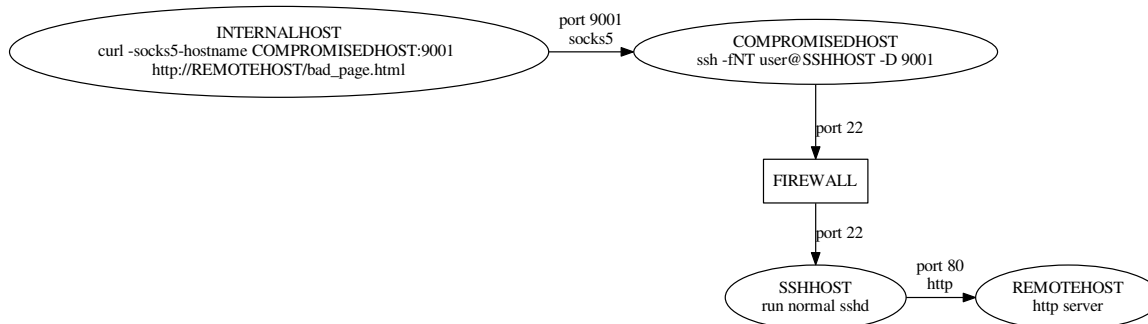 INTERNALHOST
curl -socks5-hostname COMPROMISEDHOST:9001
http://REMOTEHOST/bad_page.html
port 9001
socks5
COMPROMISEDHOST
ssh -fNT user@SSHHOST -D 9001
port 22
FIREWALL
port 22
SSHHOST
run normal sshd
port 80
http
REMOTEHOST
http server